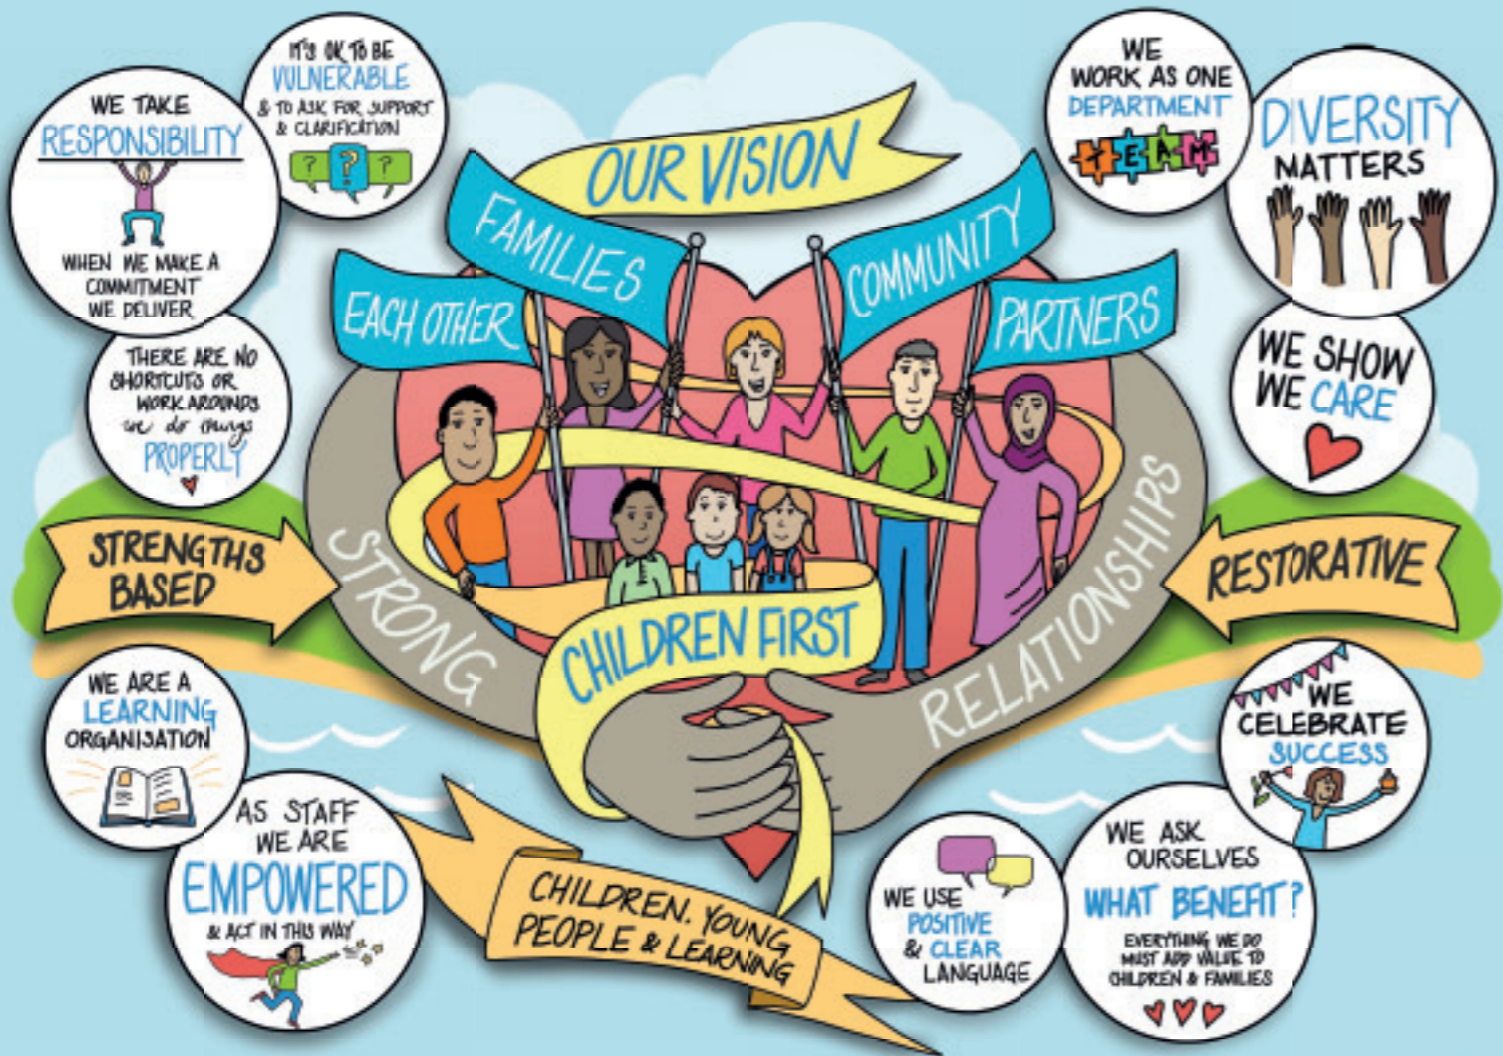 WE TAKE
RESPONSIBILITY
WHEN WE MAKE A
COMMITMENT
WE DELIVER
IT'S OK TO BE
VULNERABLE
& TO ASK FOR SUPPORT
& CLARIFICATION
?
?
?
OUR VISION
WE
WORK AS ONE
DEPARTMENT
TEAM
DIVERSITY
MATTERS
EACH OTHER
FAMILIES
COMMUNITY
PARTNERS
THERE ARE NO
SHORTCUTS OR
WORK AROUNDS
we do things
PROPERLY
WE SHOW
WE CARE
STRENGTHS
BASED
STRONG
RELATIONSHIPS
RESTORATIVE
CHILDREN FIRST
WE ARE A
LEARNING
ORGANISATION
AS STAFF
WE ARE
EMPOWERED
& ACT IN THIS WAY
CHILDREN. YOUNG
PEOPLE & LEARNING
WE USE
POSITIVE
& CLEAR
LANGUAGE
WE ASK
OURSELVES
WHAT BENEFIT?
EVERYTHING WE DO
MUST ADD VALUE TO
CHILDREN & FAMILIES
WE
CELEBRATE
SUCCESS